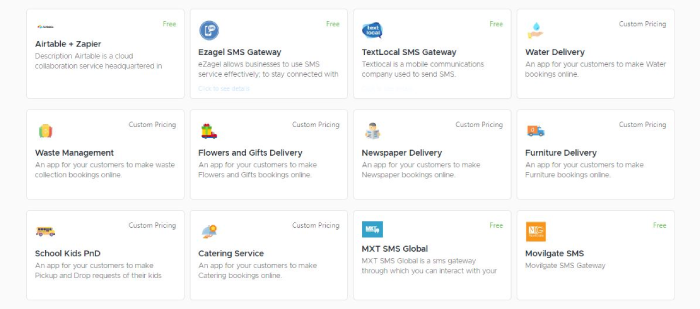 Free
Airtable + Zapier
Description Airtable is a cloud
collaboration service headquartered in
Free
Ezagel SMS Gateway
eZagel allows businesses to use SMS
service effectively; to stay connected with
Click to see details
Free
text
local
TextLocal SMS Gateway
Textlocal is a mobile communications
company used to send SMS.
Custom Pricing
Water Delivery
An app for your customers to make Water
bookings online.
Custom Pricing
Waste Management
An app for your customers to make waste
collection bookings online.
Custom Pricing
Flowers and Gifts Delivery
An app for your customers to make
Flowers and Gifts bookings online.
Custom Pricing
Newspaper Delivery
An app for your customers to make
Newspaper bookings online.
Custom Pricing
Furniture Delivery
An app for your customers to make
Furniture bookings online.
Custom Pricing
School Kids PnD
An app for your customers to make
Pickup and Drop requests of their kids.
Custom Pricing
Catering Service
An app for your customers to make
Catering bookings online.
Free
MXT
MXT SMS Global
MXT SMS Global is a sms gateway
through which you can interact with your
Free
Movilgate SMS
Movilgate SMS Gateway